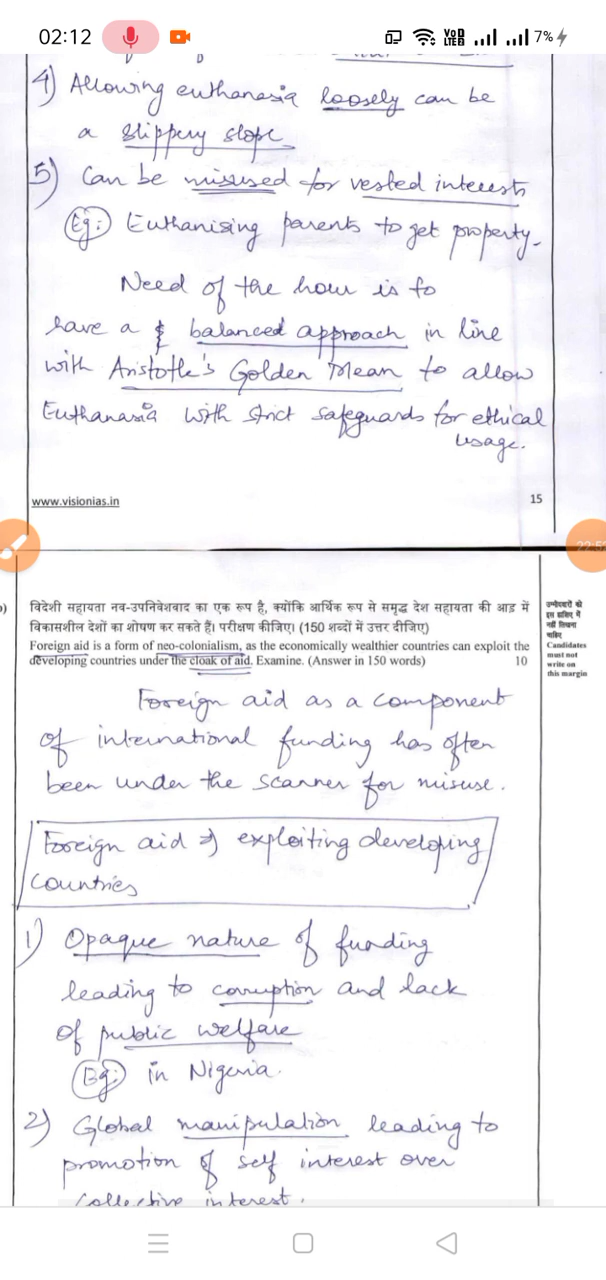 02:12
VoD LTE2 7%
4) Allowing euthanasia loosely can be
a slippery slope.
5) Can be misused for vested interests
Eg: Euthanising parents to get property.
Need of the hour is to
have a balanced approach in line
with Aristotle's Golden Mean to allow
Euthanasia with strict safeguards for ethical
usage.
www.visionias.in 15
22:5
) विदेशी सहायता नव-उपनिवेशवाद का एक रूप है, क्योंकि आर्थिक रूप से समृद्ध देश सहायता की आड में
विकासशील देशों का शोषण कर सकते हैं। परीक्षण कीजिए। (150 शब्दों में उत्तर दीजिए)
Foreign aid is a form of neo-colonialism, as the economically wealthier countries can exploit the
developing countries under the cloak of aid. Examine. (Answer in 150 words) 10
उम्मीदवारों को
इस हाशिए में
नहीं लिखना
चाहिए
Candidates
must not
write on
this margin
Foreign aid as a component
of international funding has often
been under the scanner for misuse.
Foreign aid ⇒ exploiting developing
countries
1) Opaque nature of funding
leading to corruption and lack
of public welfare
Eg: in Nigeria.
2) Global manipulation leading to
promotion of self interest over
collective interest.